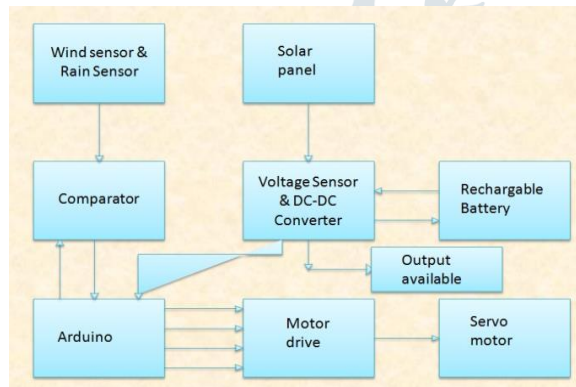 Wind sensor &
Rain Sensor
Solar
panel
Comparator
Voltage Sensor
& DC-DC
Converter
Rechargable
Battery
Output
available
Arduino
Motor
drive
Servo
motor